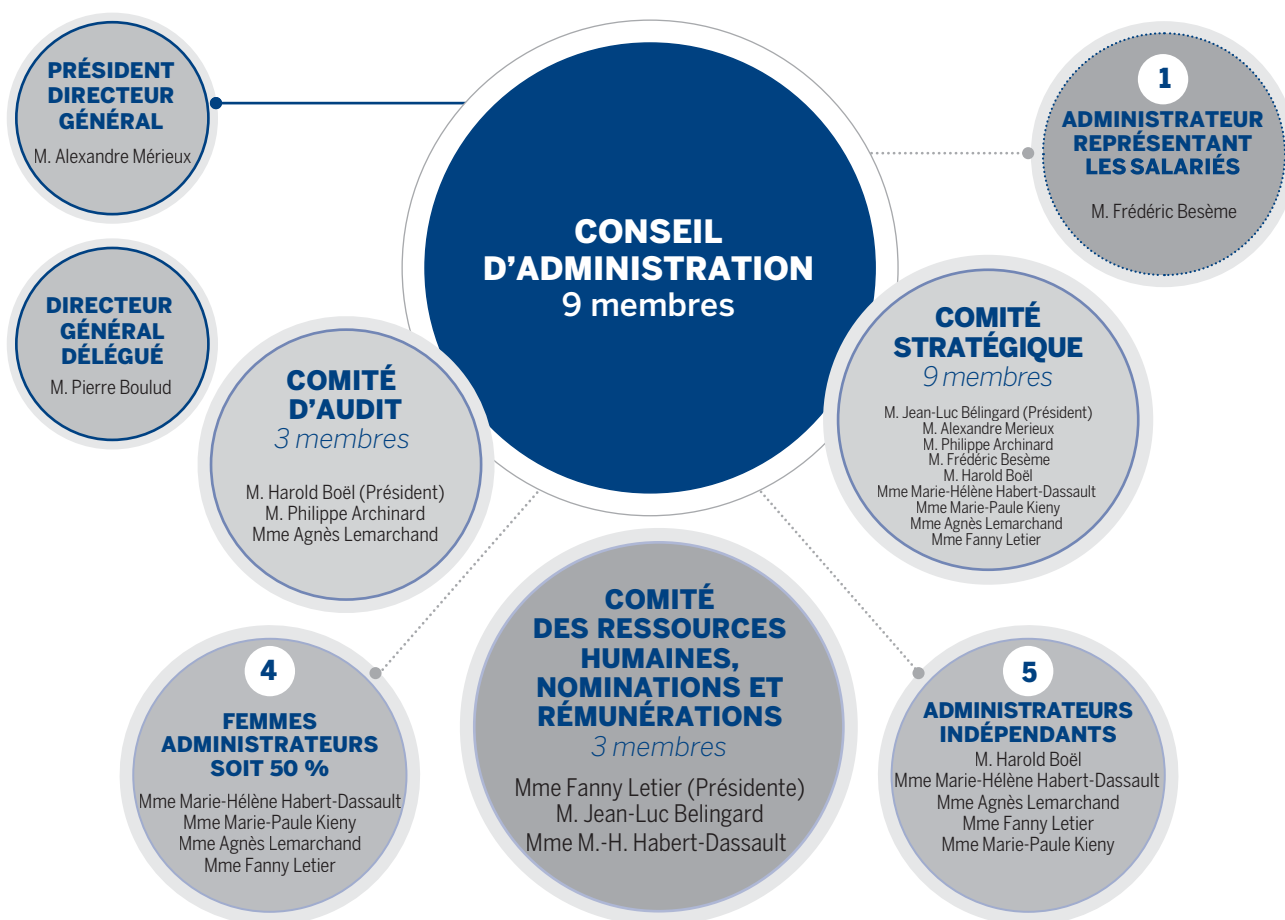 PRÉSIDENT
DIRECTEUR
GÉNÉRAL
M. Alexandre Mérieux
1
ADMINISTRATEUR
REPRÉSENTANT
LES SALARIÉS
M. Frédéric Besème
CONSEIL
D'ADMINISTRATION
9 membres
DIRECTEUR
GÉNÉRAL
DÉLÉGUÉ
M. Pierre Boulud
COMITÉ
STRATÉGIQUE
9 membres
M. Jean-Luc Bélingard (Président)
M. Alexandre Merieux
M. Philippe Archinard
M. Frédéric Besème
M. Harold Boël
Mme Marie-Hélène Habert-Dassault
Mme Marie-Paule Kieny
Mme Agnès Lemarchand
Mme Fanny Letier
COMITÉ
D'AUDIT
3 membres
M. Harold Boël (Président)
M. Philippe Archinard
Mme Agnès Lemarchand
COMITÉ
DES RESSOURCES
HUMAINES,
NOMINATIONS ET
RÉMUNÉRATIONS
3 membres
Mme Fanny Letier (Présidente)
M. Jean-Luc Belingard
Mme M.-H. Habert-Dassault
4
FEMMES
ADMINISTRATEURS
SOIT 50 %
Mme Marie-Hélène Habert-Dassault
Mme Marie-Paule Kieny
Mme Agnès Lemarchand
Mme Fanny Letier
5
ADMINISTRATEURS
INDÉPENDANTS
M. Harold Boël
Mme Marie-Hélène Habert-Dassault
Mme Agnès Lemarchand
Mme Fanny Letier
Mme Marie-Paule Kieny